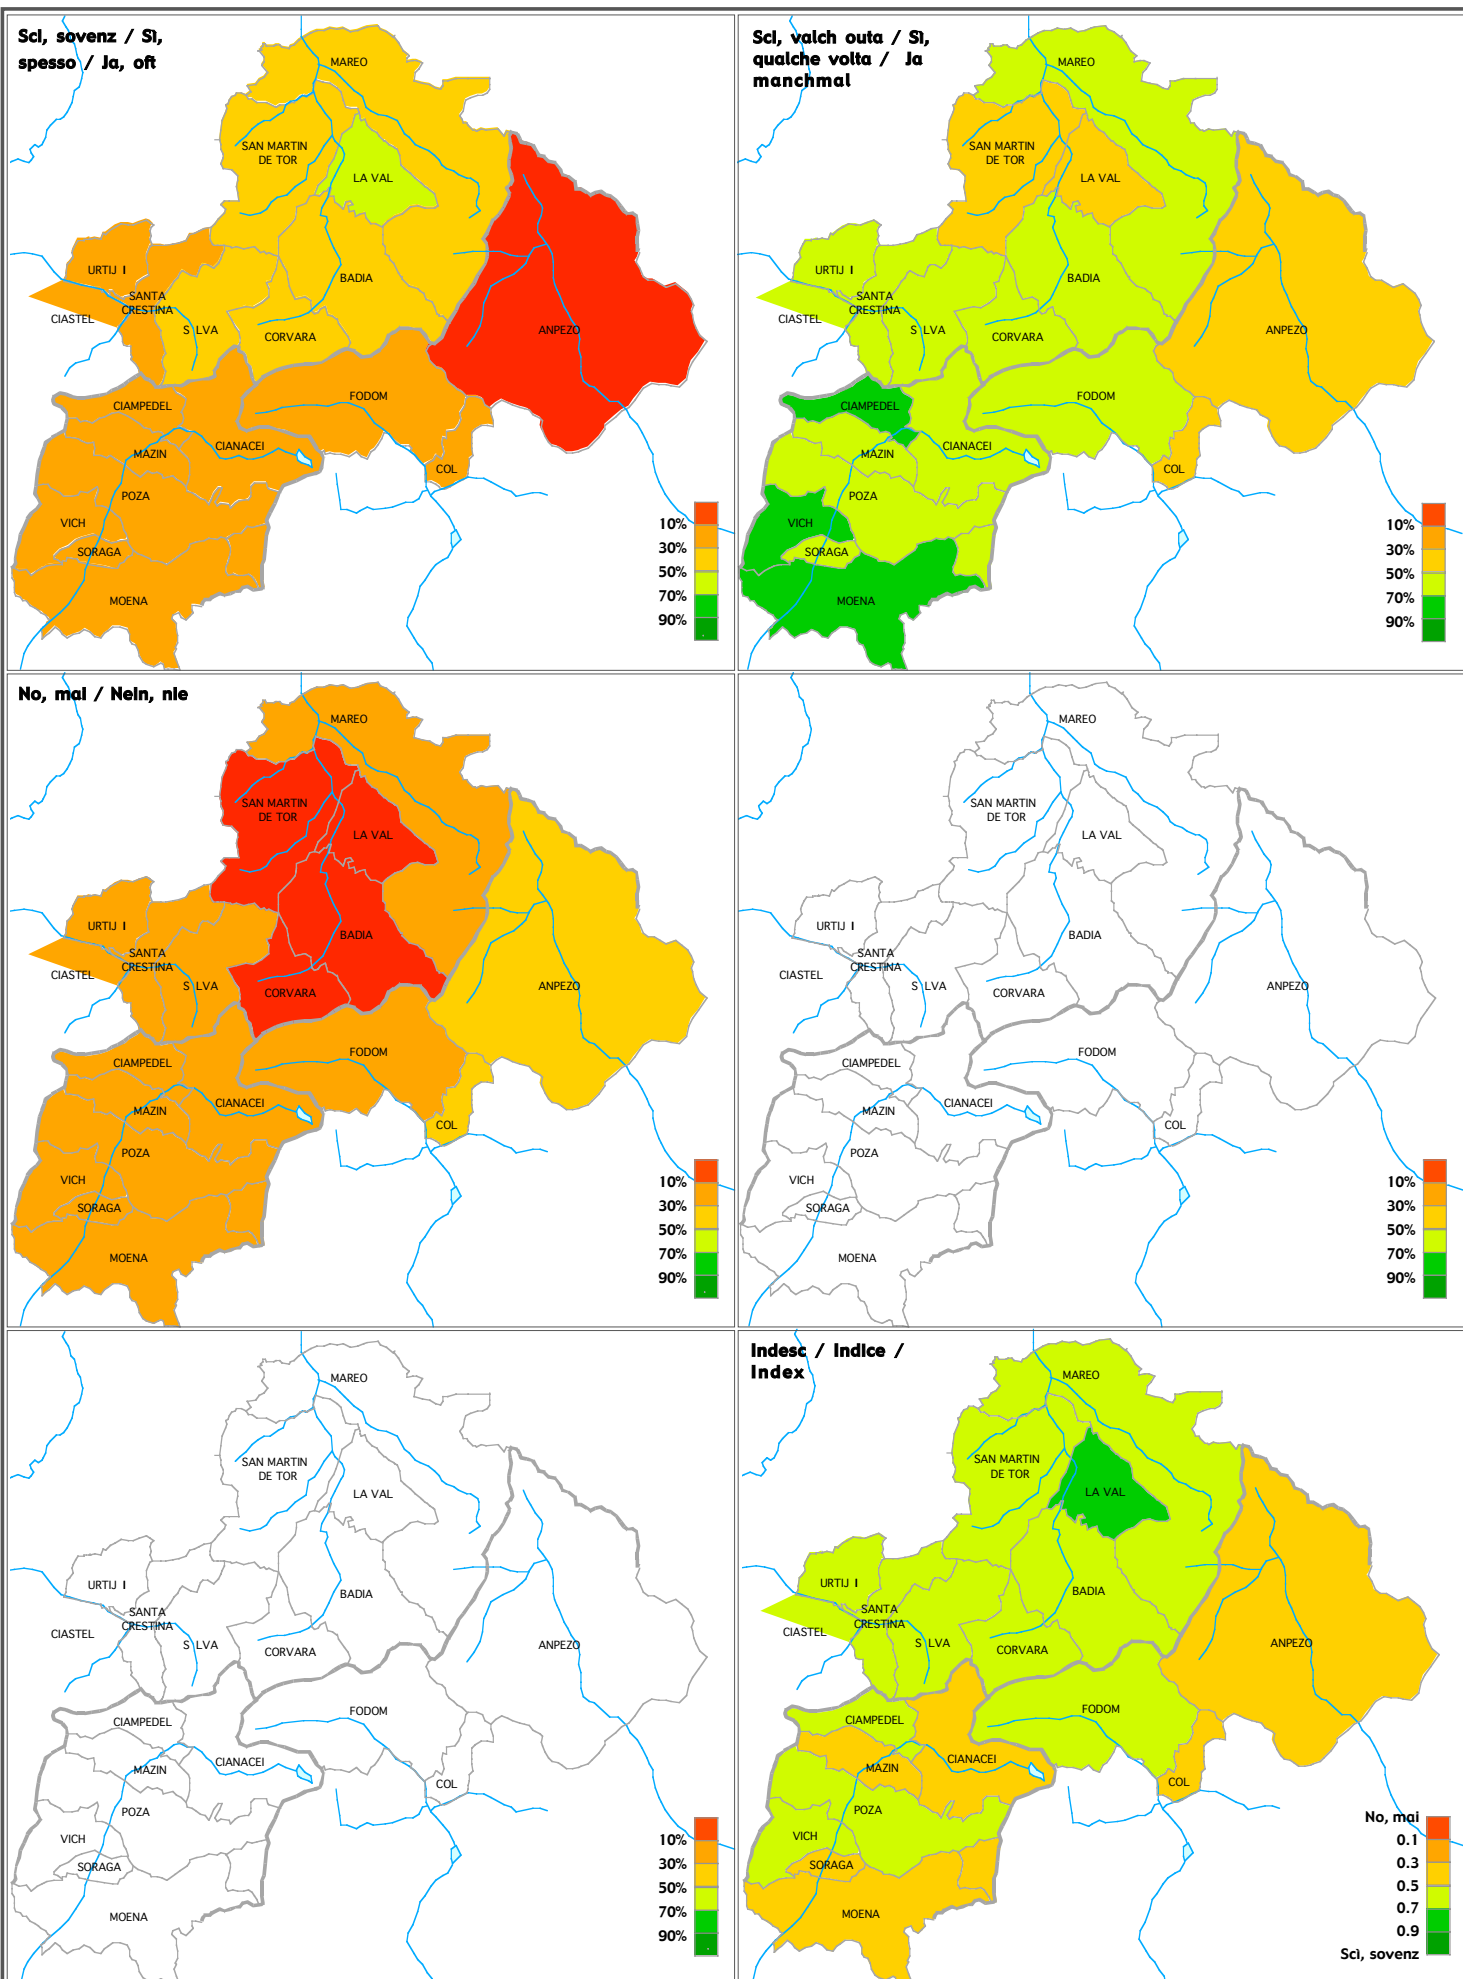 Sci, sovenz / Sì,
spesso / Ja, oft
MAREO
SAN MARTIN
DE TOR
LA VAL
URTIJ I
SANTA
CRESTINA
CIASTEL
S LVA
BADIA
CORVARA
ANPEZO
FODOM
CIAMPEDEL
CIANACEI
MAZIN
COL
POZA
VICH
SORAGA
MOENA
10%
30%
50%
70%
90%
Sci, valch outa / Sì,
qualche volta / Ja
manchmal
MAREO
SAN MARTIN
DE TOR
LA VAL
URTIJ I
SANTA
CRESTINA
CIASTEL
S LVA
BADIA
CORVARA
ANPEZO
FODOM
CIAMPEDEL
CIANACEI
MAZIN
COL
POZA
VICH
SORAGA
MOENA
10%
30%
50%
70%
90%
No, mai / Nein, nie
MAREO
SAN MARTIN
DE TOR
LA VAL
URTIJ I
SANTA
CRESTINA
CIASTEL
S LVA
BADIA
CORVARA
ANPEZO
FODOM
CIAMPEDEL
CIANACEI
MAZIN
COL
POZA
VICH
SORAGA
MOENA
10%
30%
50%
70%
90%
MAREO
SAN MARTIN
DE TOR
LA VAL
URTIJ I
SANTA
CRESTINA
CIASTEL
S LVA
BADIA
CORVARA
ANPEZO
FODOM
CIAMPEDEL
CIANACEI
MAZIN
COL
POZA
VICH
SORAGA
MOENA
10%
30%
50%
70%
90%
MAREO
SAN MARTIN
DE TOR
LA VAL
URTIJ I
SANTA
CRESTINA
CIASTEL
S LVA
BADIA
CORVARA
ANPEZO
FODOM
CIAMPEDEL
CIANACEI
MAZIN
COL
POZA
VICH
SORAGA
MOENA
10%
30%
50%
70%
90%
Indesc / Indice /
Index
MAREO
SAN MARTIN
DE TOR
LA VAL
URTIJ I
SANTA
CRESTINA
CIASTEL
S LVA
BADIA
CORVARA
ANPEZO
FODOM
CIAMPEDEL
CIANACEI
MAZIN
COL
POZA
VICH
SORAGA
MOENA
No, mai
0.1
0.3
0.5
0.7
0.9
Scì, sovenz